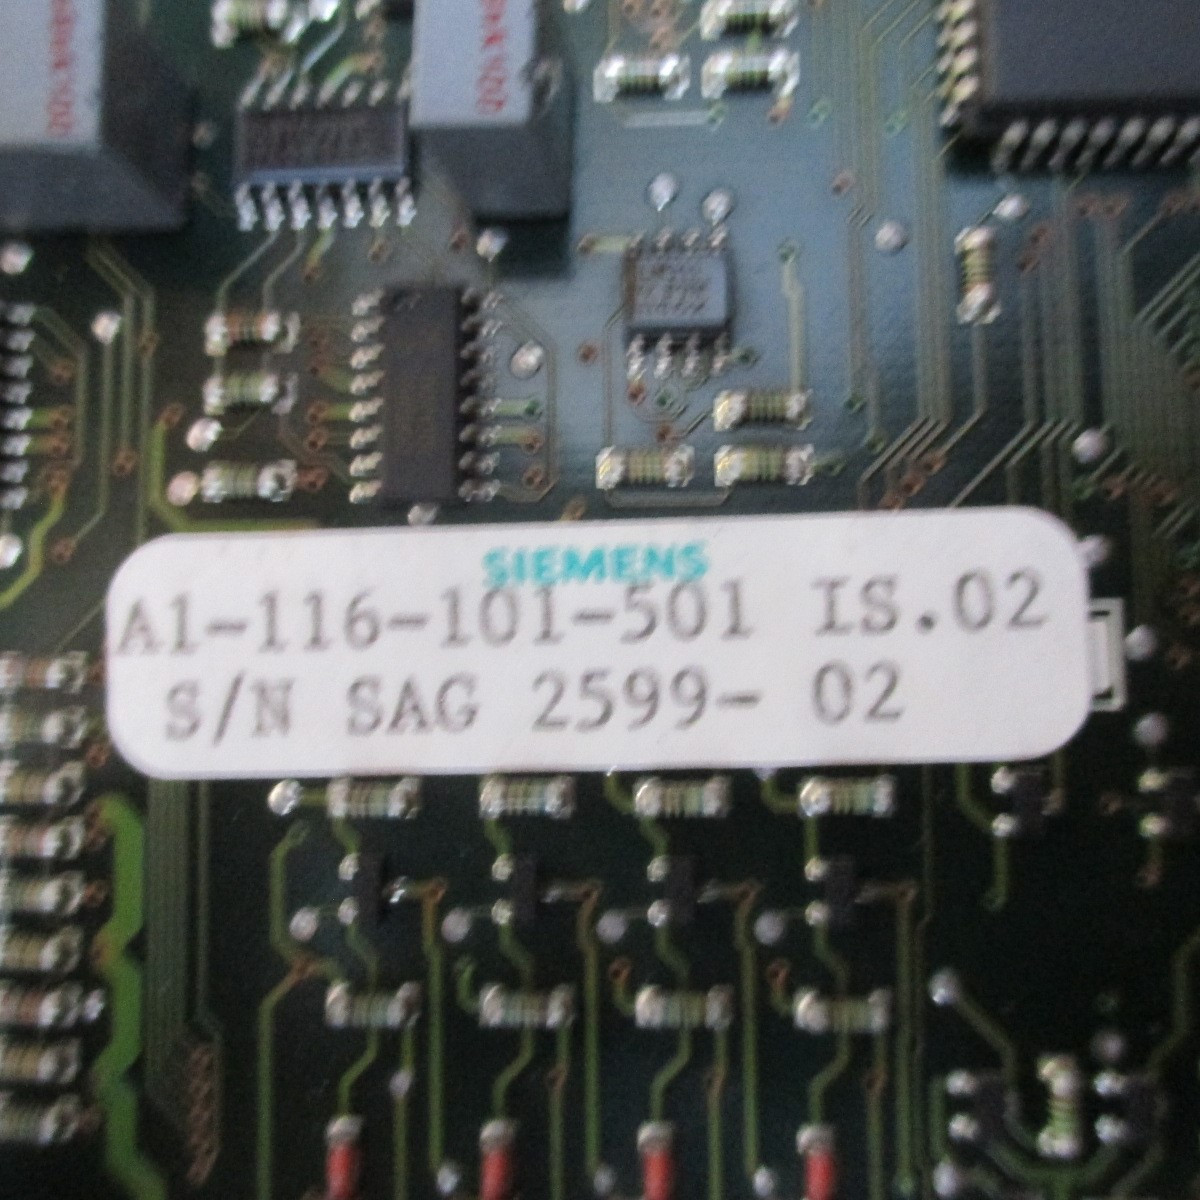 SIEMENS
A1-116-101-501 IS.02
S/N SAG 2599- 02